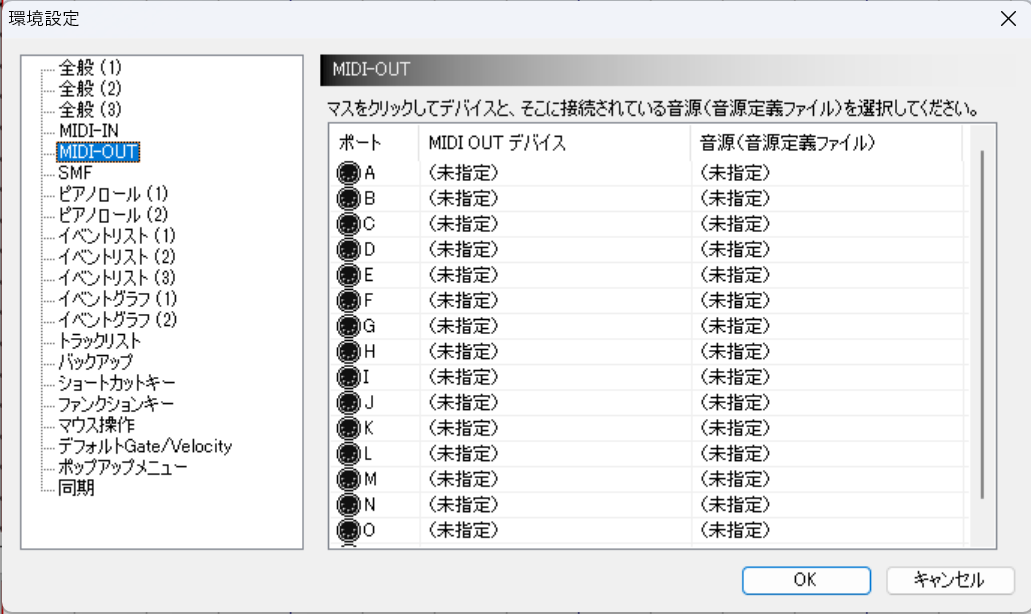 環境設定
全般 (1)
全般 (2)
全般 (3)
MIDI-IN
MIDI-OUT
SMF
ピアノロール (1)
ピアノロール (2)
イベントリスト (1)
イベントリスト (2)
イベントリスト (3)
イベントグラフ (1)
イベントグラフ (2)
トラックリスト
バックアップ
ショートカットキー
ファンクションキー
マウス操作
デフォルトGate/Velocity
ポップアップメニュー
同期
MIDI-OUT
マスをクリックしてデバイスと、そこに接続されている音源(音源定義ファイル)を選択してください。
ポート MIDI OUT デバイス 音源(音源定義ファイル)
A (未指定) (未指定)
B (未指定) (未指定)
C (未指定) (未指定)
D (未指定) (未指定)
E (未指定) (未指定)
F (未指定) (未指定)
G (未指定) (未指定)
H (未指定) (未指定)
I (未指定) (未指定)
J (未指定) (未指定)
K (未指定) (未指定)
L (未指定) (未指定)
M (未指定) (未指定)
N (未指定) (未指定)
O (未指定) (未指定)
OK キャンセル